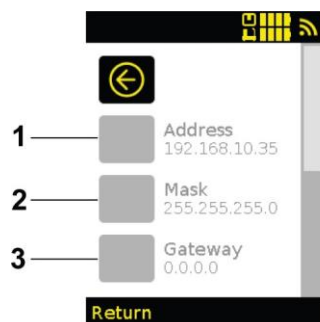 1
Address
192.168.10.35
2
Mask
255.255.255.0
3
Gateway
0.0.0.0
Return